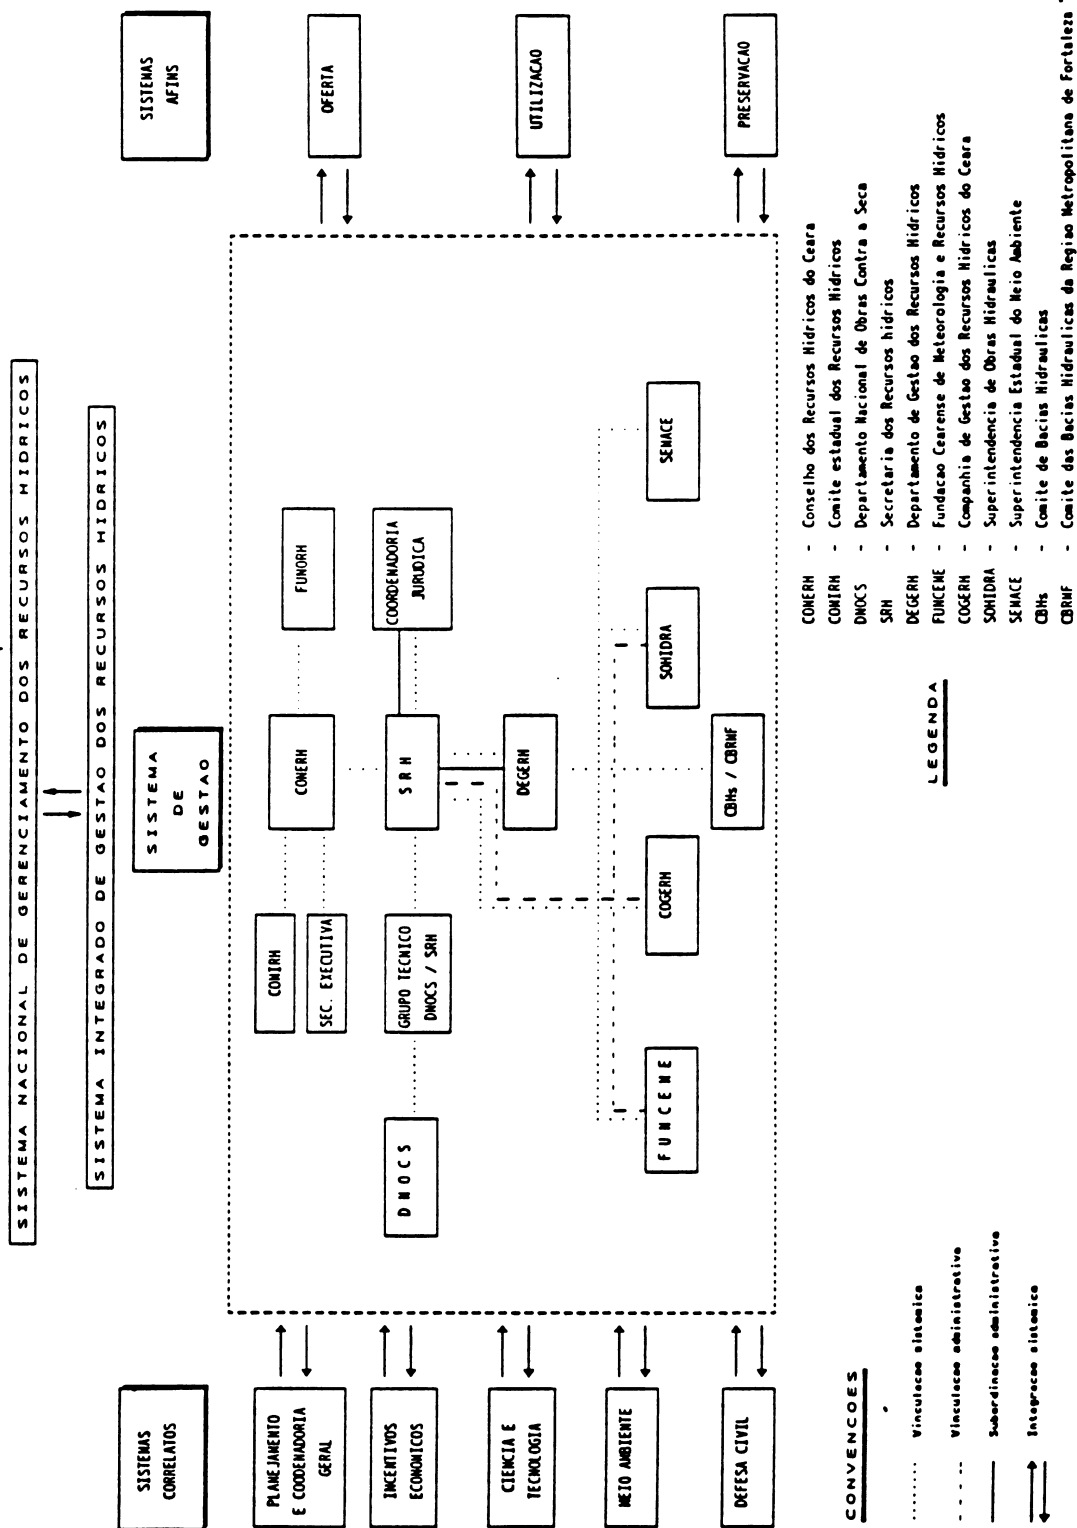 SISTEMA NACIONAL DE GERENCIAMENTO DOS RECURSOS HIDRICOS
SISTEMA INTEGRADO DE GESTAO DOS RECURSOS HIDRICOS
SISTEMAS
CORRELATOS
SISTEMA
DE
GESTAO
SISTEMAS
AFINS
PLANEJAMENTO
E COODENADORIA
GERAL
INCENTIVOS
ECONOMICOS
CIENCIA E
TECNOLOGIA
MEIO AMBIENTE
DEFESA CIVIL
CONIRH
SEC. EXECUTIVA
CONERH
FUNORH
DNOCS
GRUPO TECNICO
DNOCS / SRH
SRH
COORDENADORIA
JURUDICA
DEGERH
FUNCEME
COGERH
SOHIDRA
SEMACE
CBHs / CBRMF
OFERTA
UTILIZACAO
PRESERVACAO
CONVENCOES
Vinculacao sistemica
Vinculacao administrativa
Subordinacao administrativa
Integracao sistemica
LEGENDA
CONERH - Conselho dos Recursos Hidricos do Ceara
CONIRH - Comite estadual dos Recursos Hidricos
DNOCS - Departamento Nacional de Obras Contra a Seca
SRH - Secretaria dos Recursos hidricos
DEGERH - Departamento de Gestao dos Recursos Hidricos
FUNCEME - Fundacao Cearense de Meteorologia e Recursos Hidricos
COGERH - Companhia de Gestao dos Recursos Hidricos do Ceara
SOHIDRA - Superintendencia de Obras Hidraulicas
SEMACE - Superintendencia Estadual do Meio Ambiente
CBHs - Comite de Bacias Hidraulicas
CBRMF - Comite das Bacias Hidraulicas da Regiao Metropolitana de Fortaleza